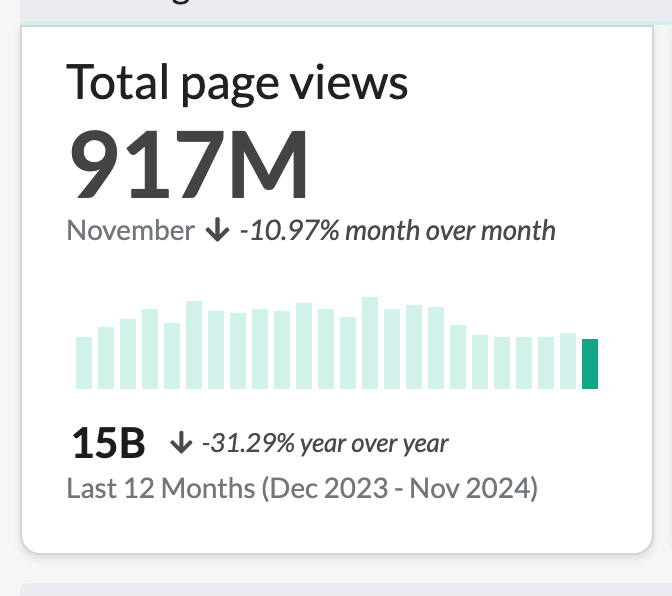 Total page views
917M
November ↓ -10.97% month over month
15B ↓ -31.29% year over year
Last 12 Months (Dec 2023 - Nov 2024)